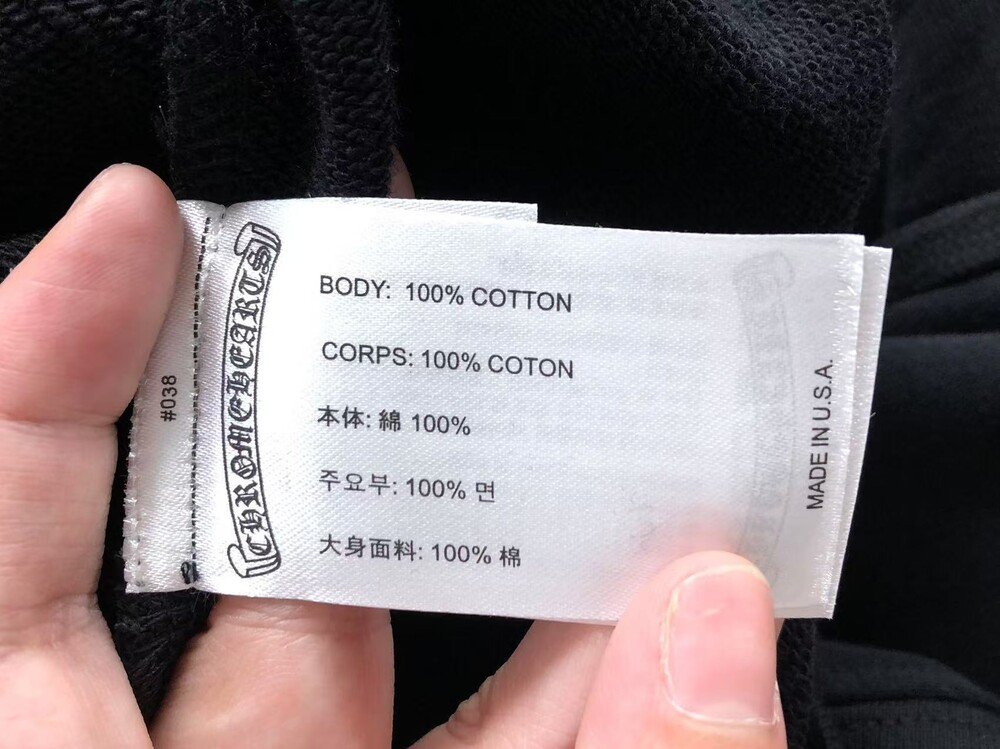 #038
CHROME HEARTS
BODY: 100% COTTON
CORPS: 100% COTON
本体: 綿 100%
주요부: 100% 면
大身面料: 100% 棉
MADE IN U.S.A.